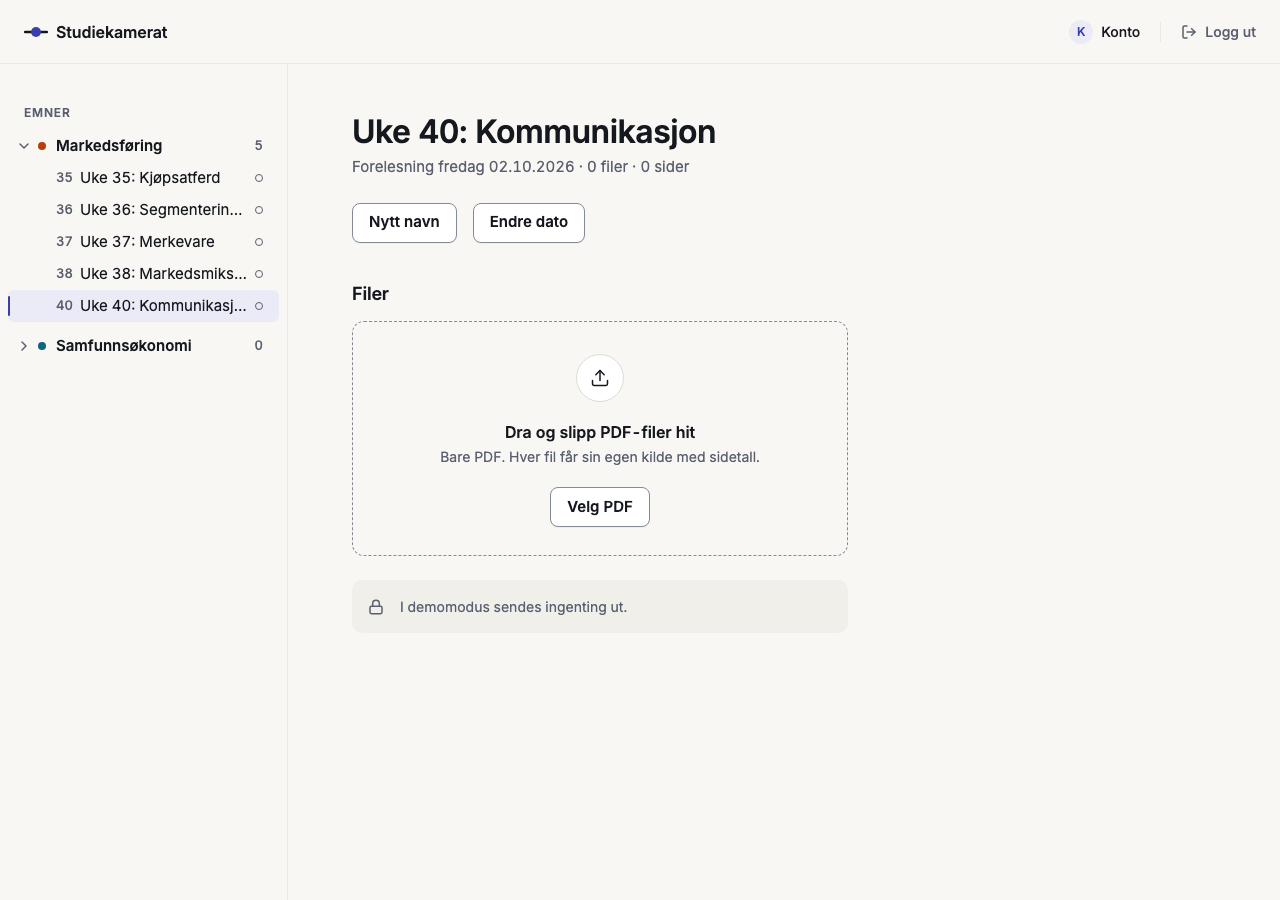 Studiekamerat
K Konto
Logg ut
EMNER
Markedsføring 5
35 Uke 35: Kjøpsatferd
36 Uke 36: Segmenterin...
37 Uke 37: Merkevare
38 Uke 38: Markedsmiks...
40 Uke 40: Kommunikasj...
Samfunnsøkonomi 0
Uke 40: Kommunikasjon
Forelesning fredag 02.10.2026 · 0 filer · 0 sider
Nytt navn
Endre dato
Filer
Dra og slipp PDF-filer hit
Bare PDF. Hver fil får sin egen kilde med sidetall.
Velg PDF
I demomodus sendes ingenting ut.